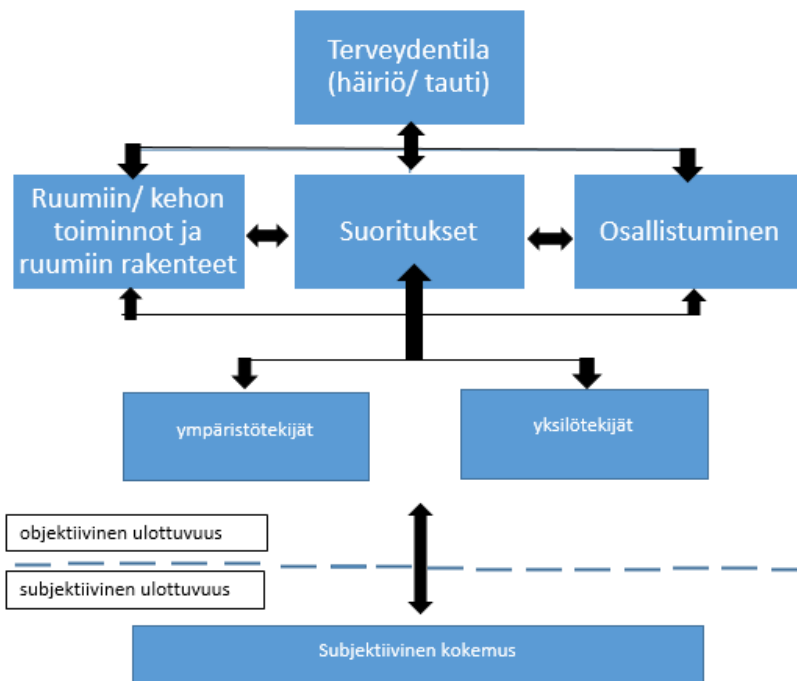 Terveydentila
(häiriö/ tauti)
Ruumiin/ kehon
toiminnot ja
ruumiin rakenteet
Suoritukset
Osallistuminen
ympäristötekijät
yksilötekijät
objektiivinen ulottuvuus
subjektiivinen ulottuvuus
Subjektiivinen kokemus